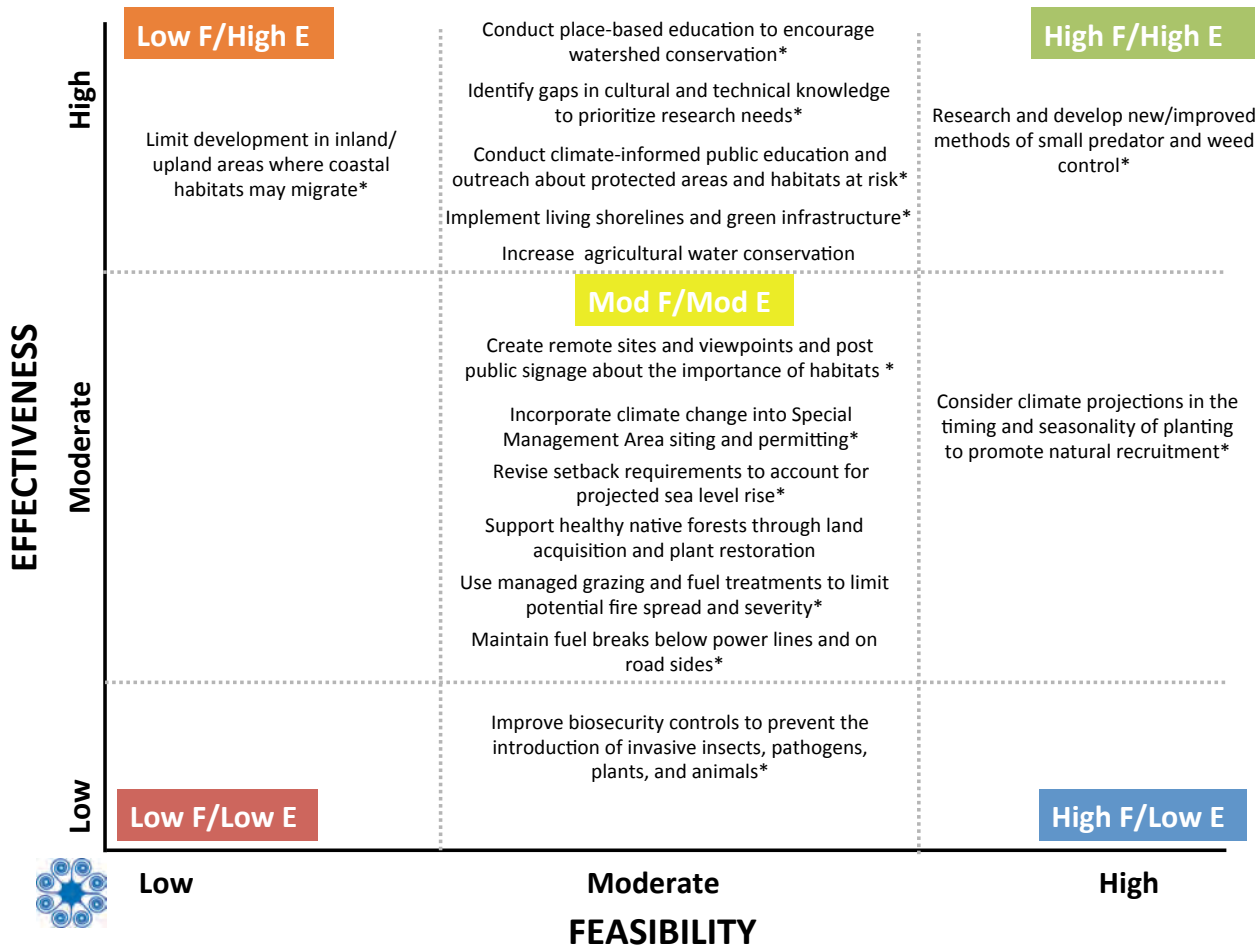 Low F/High E
Conduct place-based education to encourage
watershed conservation*
High F/High E
High
Identify gaps in cultural and technical knowledge
to prioritize research needs*
Limit development in inland/
upland areas where coastal
habitats may migrate*
Conduct climate-informed public education and
outreach about protected areas and habitats at risk*
Research and develop new/improved
methods of small predator and weed
control*
Implement living shorelines and green infrastructure*
Increase agricultural water conservation
EFFECTIVENESS
Moderate
Mod F/Mod E
Create remote sites and viewpoints and post
public signage about the importance of habitats *
Incorporate climate change into Special
Management Area siting and permitting*
Revise setback requirements to account for
projected sea level rise*
Support healthy native forests through land
acquisition and plant restoration
Use managed grazing and fuel treatments to limit
potential fire spread and severity*
Maintain fuel breaks below power lines and on
road sides*
Consider climate projections in the
timing and seasonality of planting
to promote natural recruitment*
Low
Improve biosecurity controls to prevent the
introduction of invasive insects, pathogens,
plants, and animals*
Low F/Low E
High F/Low E
Low
Moderate
High
FEASIBILITY